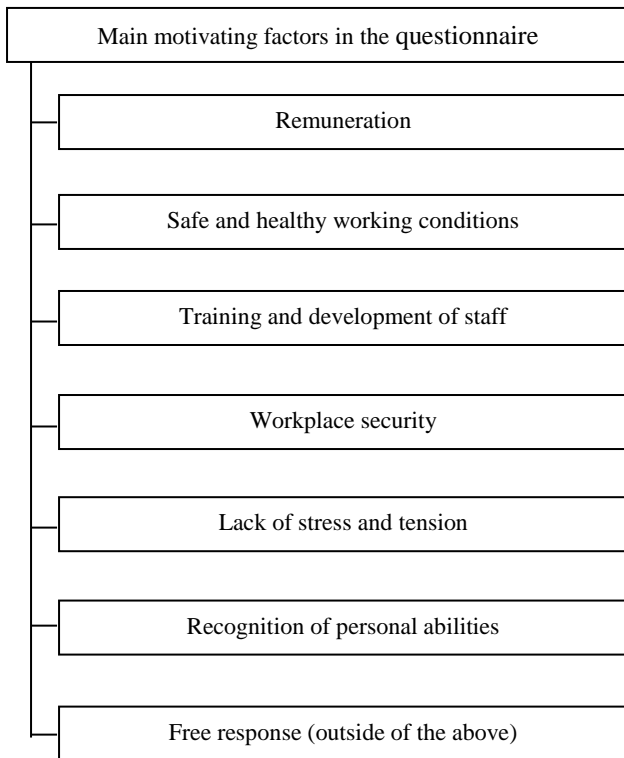 Main motivating factors in the questionnaire
Remuneration
Safe and healthy working conditions
Training and development of staff
Workplace security
Lack of stress and tension
Recognition of personal abilities
Free response (outside of the above)